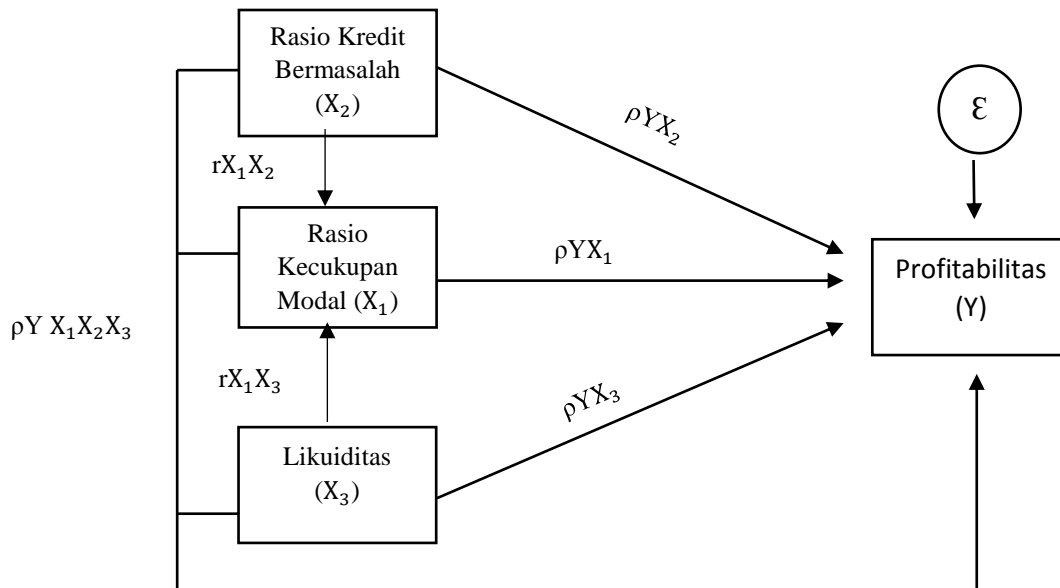 Rasio Kredit
Bermasalah
(X₂)
ε
ρYX₂
rX₁X₂
Rasio
Kecukupan
Modal (X₁)
ρYX₁
Profitabilitas
(Y)
ρY X₁X₂X₃
rX₁X₃
ρYX₃
Likuiditas
(X₃)